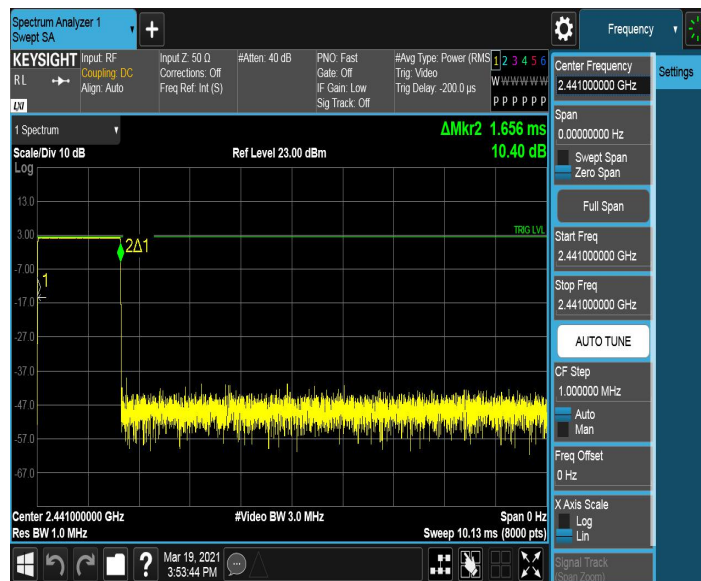 Spectrum Analyzer 1
Swept SA
+
Frequency
KEYSIGHT
RL
LXI
Input: RF
Coupling: DC
Align: Auto
Input Z: 50 Ω
Corrections: Off
Freq Ref: Int (S)
#Atten: 40 dB
PNO: Fast
Gate: Off
IF Gain: Low
Sig Track: Off
#Avg Type: Power (RMS
Trig: Video
Trig Delay: -200.0 µs
1 2 3 4 5 6
W W W W W W
P P P P P P
1 Spectrum
ΔMkr2 1.656 ms
10.40 dB
Scale/Div 10 dB
Ref Level 23.00 dBm
Log
13.0
3.00
TRIG LVL
2Δ1
-7.00
1
-17.0
-27.0
-37.0
-47.0
-57.0
-67.0
Center 2.441000000 GHz
#Video BW 3.0 MHz
Span 0 Hz
Res BW 1.0 MHz
Sweep 10.13 ms (8000 pts)
?
Mar 19, 2021
3:53:44 PM
Center Frequency
2.441000000 GHz
Span
0.00000000 Hz
Swept Span
Zero Span
Full Span
Start Freq
2.441000000 GHz
Stop Freq
2.441000000 GHz
AUTO TUNE
CF Step
1.000000 MHz
Auto
Man
Freq Offset
0 Hz
X Axis Scale
Log
Lin
Signal Track
(Span Zoom)
Settings